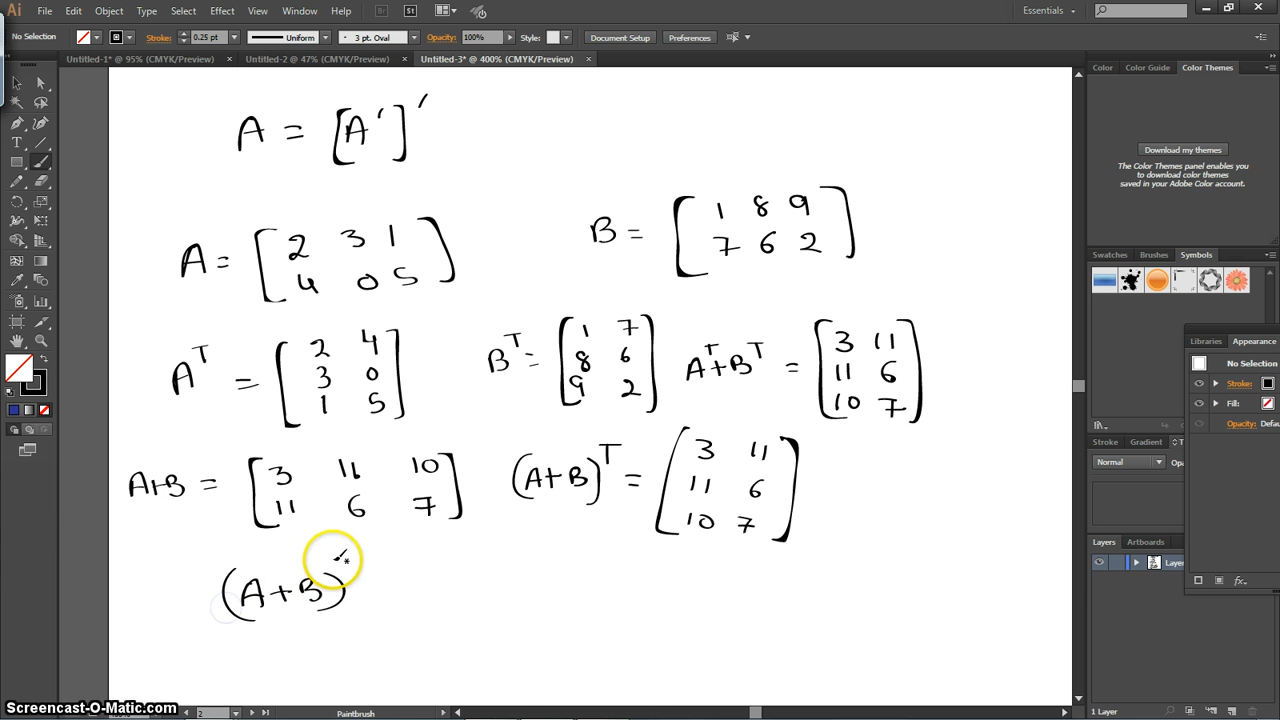 Ai File Edit Object Type Select Effect View Window Help Br St Essentials
No Selection Stroke: 0.25 pt Uniform 3 pt. Oval Opacity: 100% Style: Document Setup Preferences
Untitled-1* @ 95% (CMYK/Preview) × Untitled-2 @ 47% (CMYK/Preview) × Untitled-3* @ 400% (CMYK/Preview) ×
Color Color Guide Color Themes
Download my themes
The Color Themes panel enables you
to download color themes
saved in your Adobe Color account.
Swatches Brushes Symbols
Libraries Appearance
No Selection
Stroke:
Fill:
Opacity: Defau
Stroke Gradient
Normal
Layers Artboards
Layer
1 Layer
A = [A']'
A = [2 3 1
4 0 5]
B = [1 8 9
7 6 2]
A^T = [2 4
3 0
1 5]
B^T = [1 7
8 6
9 2]
A^T + B^T = [3 11
11 6
10 7]
A+B = [3 11 10
11 6 7]
(A+B)^T = [3 11
11 6
10 7]
(A+B)
2 Paintbrush
Screencast-O-Matic.com